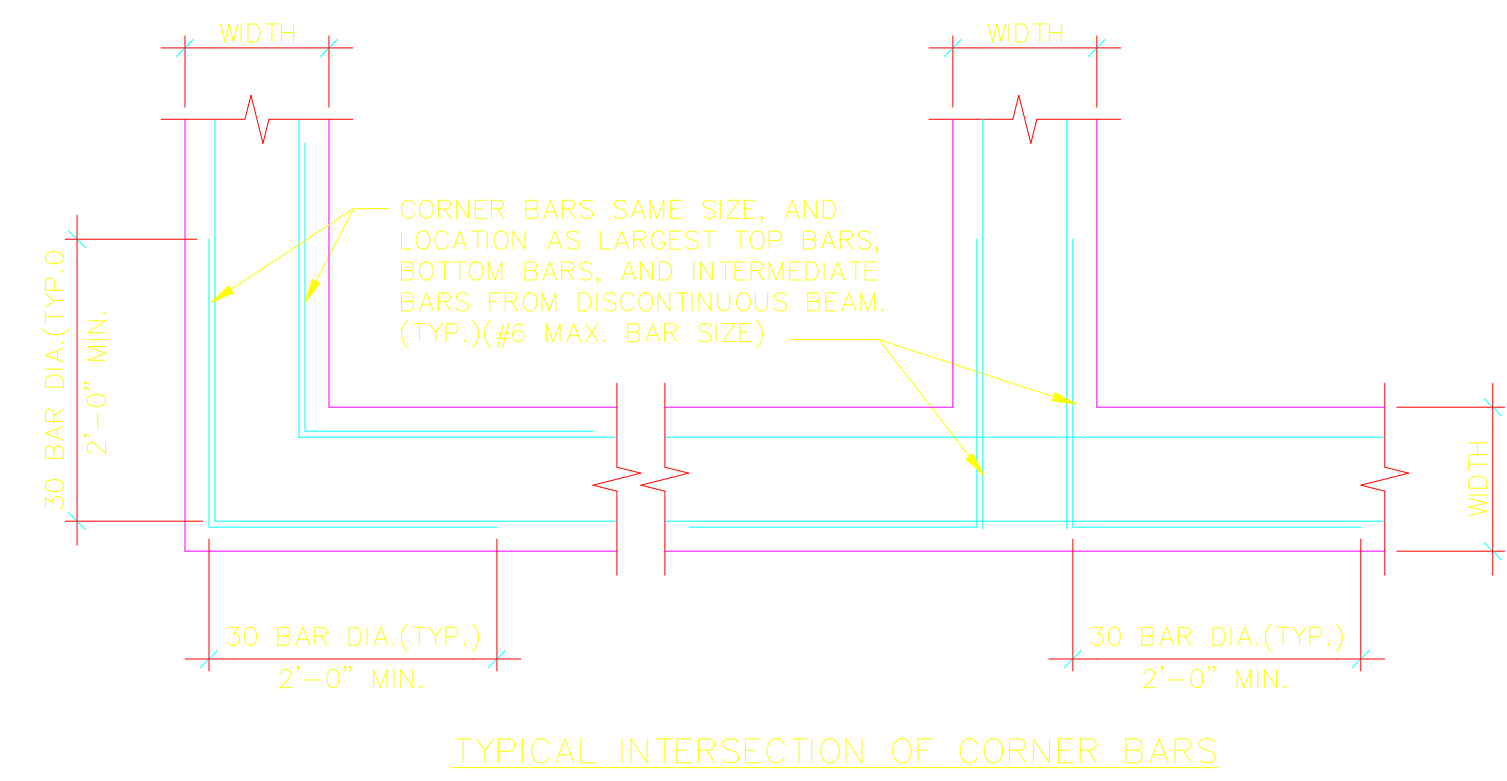 WIDTH
WIDTH
CORNER BARS SAME SIZE, AND
LOCATION AS LARGEST TOP BARS,
BOTTOM BARS, AND INTERMEDIATE
BARS FROM DISCONTINUOUS BEAM.
(TYP.)(#6 MAX. BAR SIZE)
30 BAR DIA.(TYP.0
2'-0" MIN.
WIDTH
30 BAR DIA.(TYP.)
2'-0" MIN.
30 BAR DIA.(TYP.)
2'-0" MIN.
TYPICAL INTERSECTION OF CORNER BARS